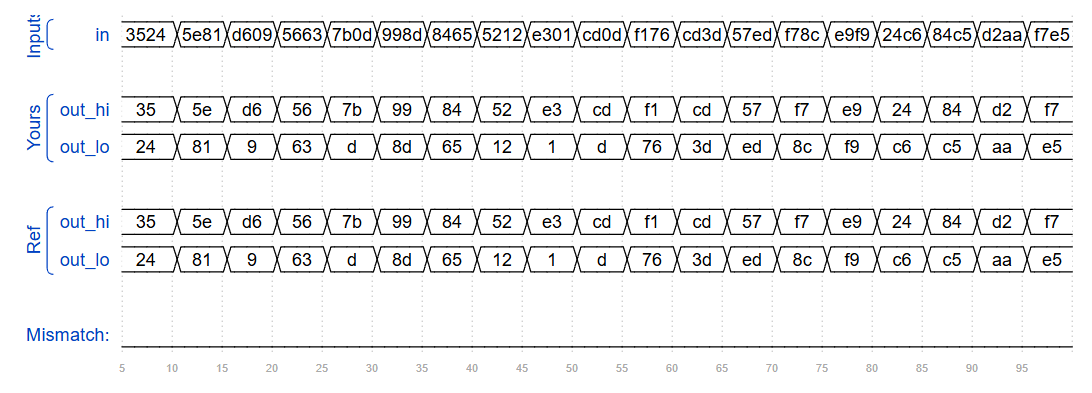 Inputs
in 3524 5e81 d609 5663 7b0d 998d 8465 5212 e301 cd0d f176 cd3d 57ed f78c e9f9 24c6 84c5 d2aa f7e5
Yours
out_hi 35 5e d6 56 7b 99 84 52 e3 cd f1 cd 57 f7 e9 24 84 d2 f7
out_lo 24 81 9 63 d 8d 65 12 1 d 76 3d ed 8c f9 c6 c5 aa e5
Ref
out_hi 35 5e d6 56 7b 99 84 52 e3 cd f1 cd 57 f7 e9 24 84 d2 f7
out_lo 24 81 9 63 d 8d 65 12 1 d 76 3d ed 8c f9 c6 c5 aa e5
Mismatch:
5 10 15 20 25 30 35 40 45 50 55 60 65 70 75 80 85 90 95